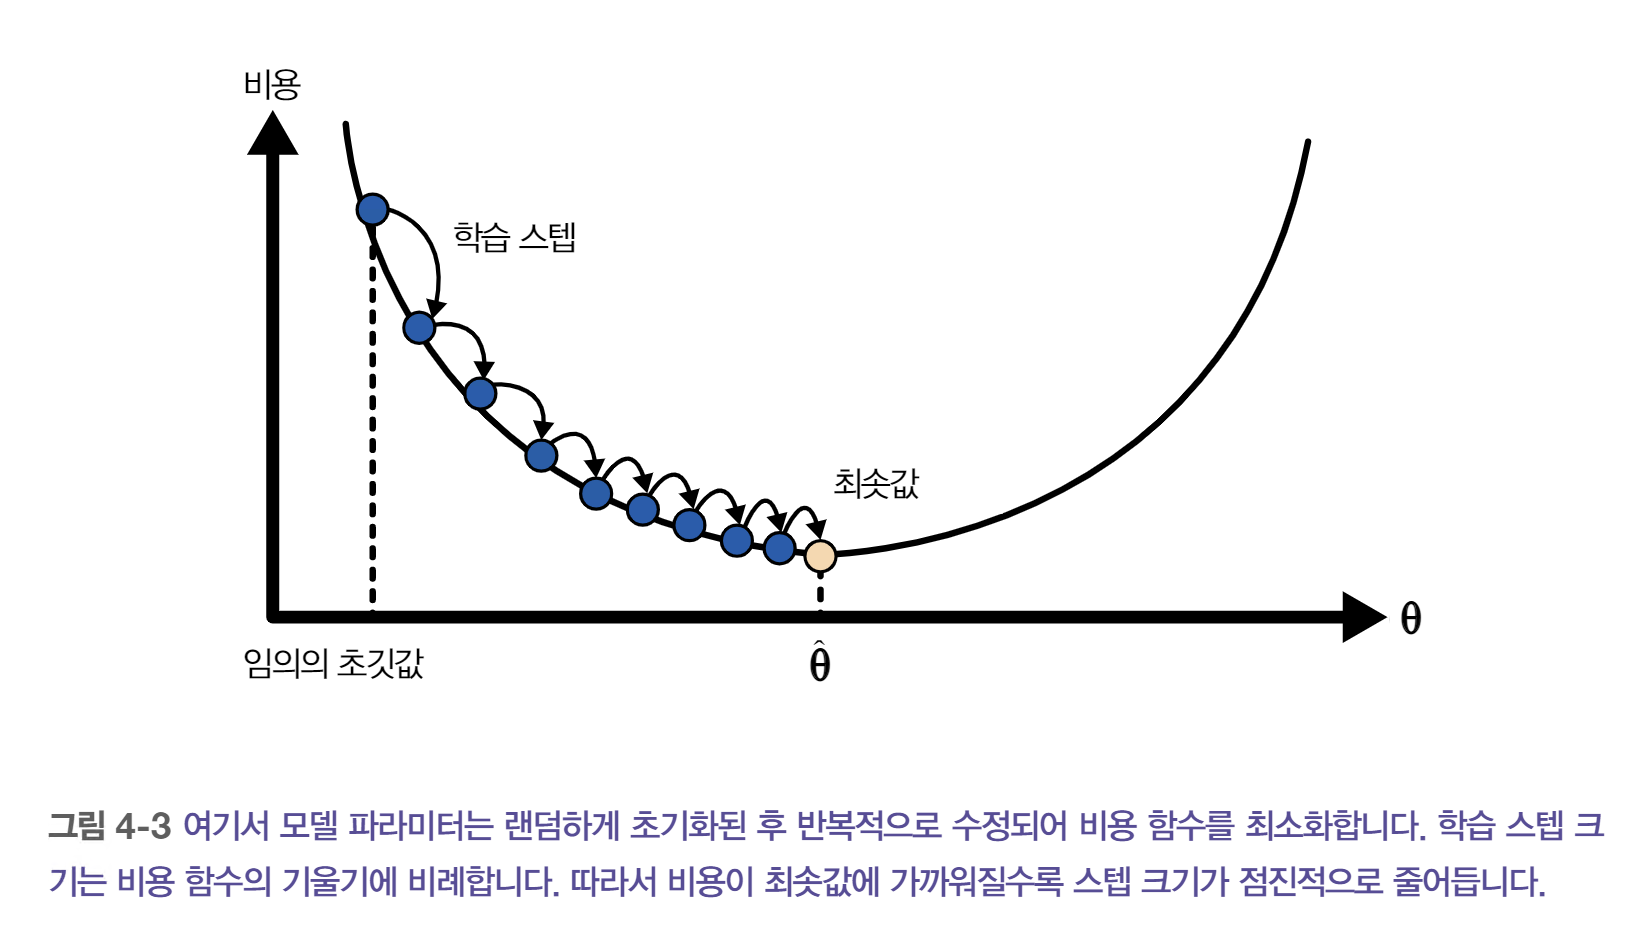 비용
학습 스텝
최솟값
θ
임의의 초깃값
θ̂
그림 4-3 여기서 모델 파라미터는 랜덤하게 초기화된 후 반복적으로 수정되어 비용 함수를 최소화합니다. 학습 스텝 크
기는 비용 함수의 기울기에 비례합니다. 따라서 비용이 최솟값에 가까워질수록 스텝 크기가 점진적으로 줄어듭니다.